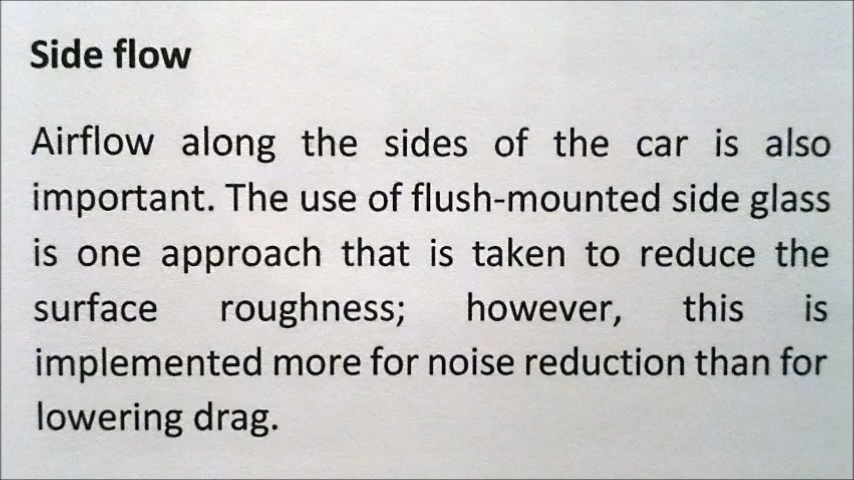 Side flow
Airflow along the sides of the car is also
important. The use of flush-mounted side glass
is one approach that is taken to reduce the
surface roughness; however, this is
implemented more for noise reduction than for
lowering drag.